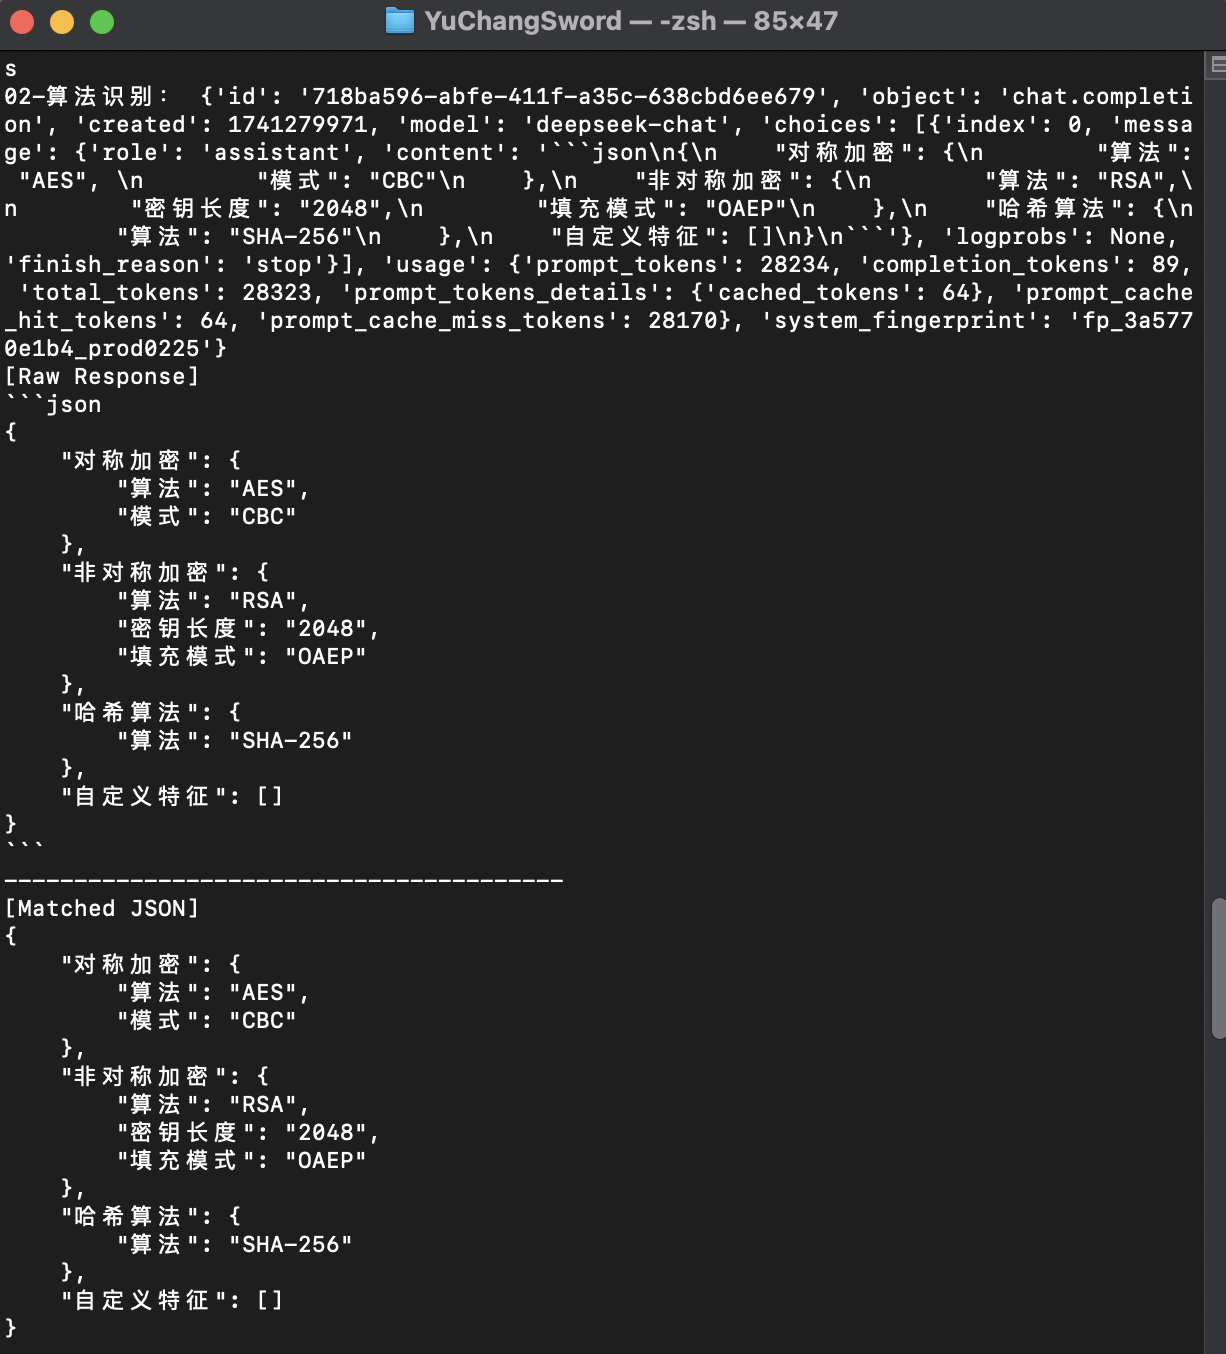 YuChangSword — -zsh — 85×47
s
02-算法识别： {'id': '718ba596-abfe-411f-a35c-638cbd6ee679', 'object': 'chat.completi
on', 'created': 1741279971, 'model': 'deepseek-chat', 'choices': [{'index': 0, 'messa
ge': {'role': 'assistant', 'content': '```json\n{\n    "对称加密": {\n        "算法":
 "AES", \n        "模式": "CBC"\n    },\n    "非对称加密": {\n        "算法": "RSA",\
n        "密钥长度": "2048",\n        "填充模式": "OAEP"\n    },\n    "哈希算法": {\n
        "算法": "SHA-256"\n    },\n    "自定义特征": []\n}\n```'}, 'logprobs': None,
'finish_reason': 'stop'}], 'usage': {'prompt_tokens': 28234, 'completion_tokens': 89,
 'total_tokens': 28323, 'prompt_tokens_details': {'cached_tokens': 64}, 'prompt_cache
_hit_tokens': 64, 'prompt_cache_miss_tokens': 28170}, 'system_fingerprint': 'fp_3a577
0e1b4_prod0225'}
[Raw Response]
```json
{
    "对称加密": {
        "算法": "AES",
        "模式": "CBC"
    },
    "非对称加密": {
        "算法": "RSA",
        "密钥长度": "2048",
        "填充模式": "OAEP"
    },
    "哈希算法": {
        "算法": "SHA-256"
    },
    "自定义特征": []
}
```
----------------------------------------
[Matched JSON]
{
    "对称加密": {
        "算法": "AES",
        "模式": "CBC"
    },
    "非对称加密": {
        "算法": "RSA",
        "密钥长度": "2048",
        "填充模式": "OAEP"
    },
    "哈希算法": {
        "算法": "SHA-256"
    },
    "自定义特征": []
}